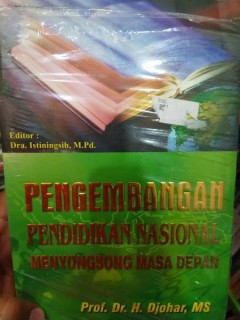 Editor :
Dra. Istiningsih, M.Pd.
PENGEMBANGAN
PENDIDIKAN NASIONAL
MENYONGSONG MASA DEPAN
Prof. Dr. H. Djohar, MS